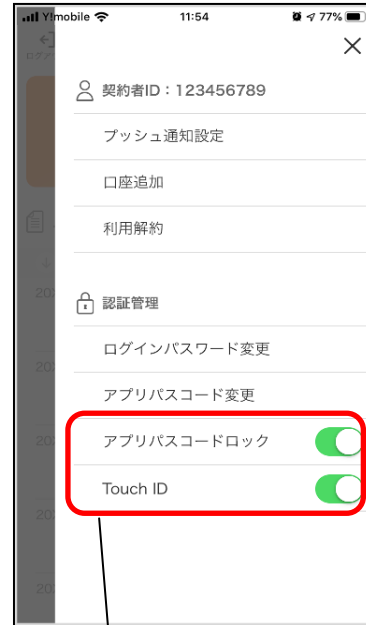 Y!mobile 11:54 77%
契約者ID：123456789
プッシュ通知設定
口座追加
利用解約
認証管理
ログインパスワード変更
アプリパスコード変更
アプリパスコードロック
Touch ID